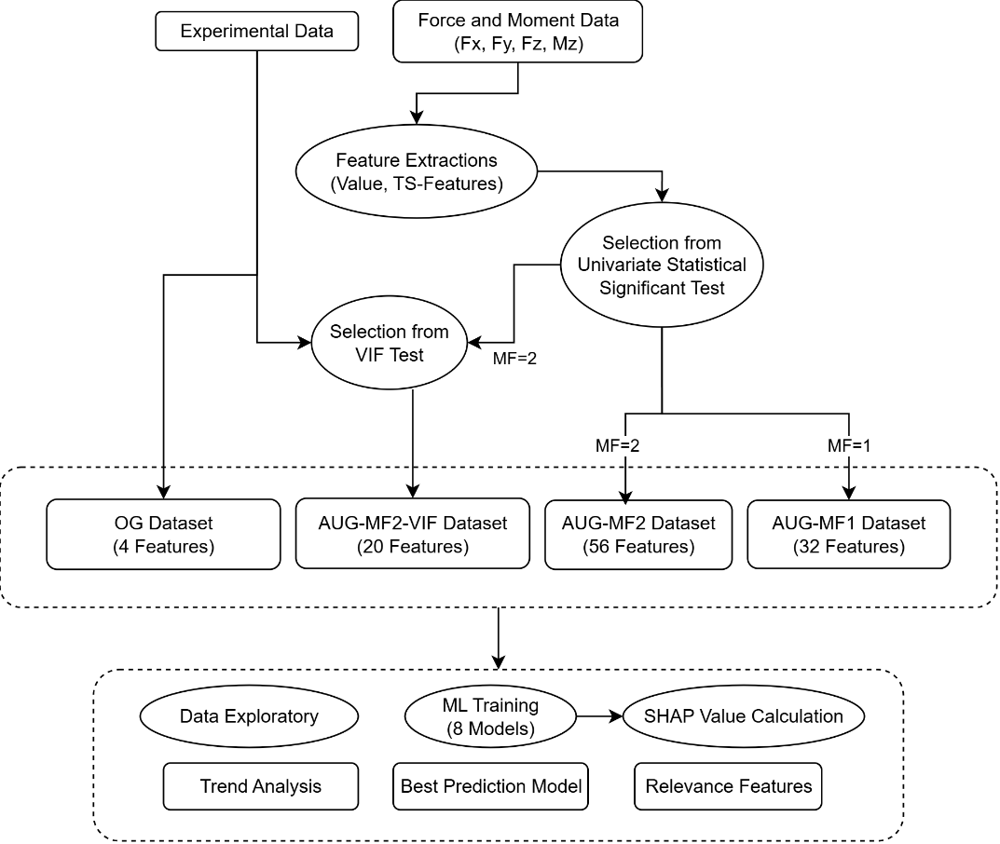 Experimental Data
Force and Moment Data
(Fx, Fy, Fz, Mz)
Feature Extractions
(Value, TS-Features)
Selection from
Univariate Statistical
Significant Test
Selection from
VIF Test
MF=2
MF=2
MF=1
OG Dataset
(4 Features)
AUG-MF2-VIF Dataset
(20 Features)
AUG-MF2 Dataset
(56 Features)
AUG-MF1 Dataset
(32 Features)
Data Exploratory
ML Training
(8 Models)
SHAP Value Calculation
Trend Analysis
Best Prediction Model
Relevance Features